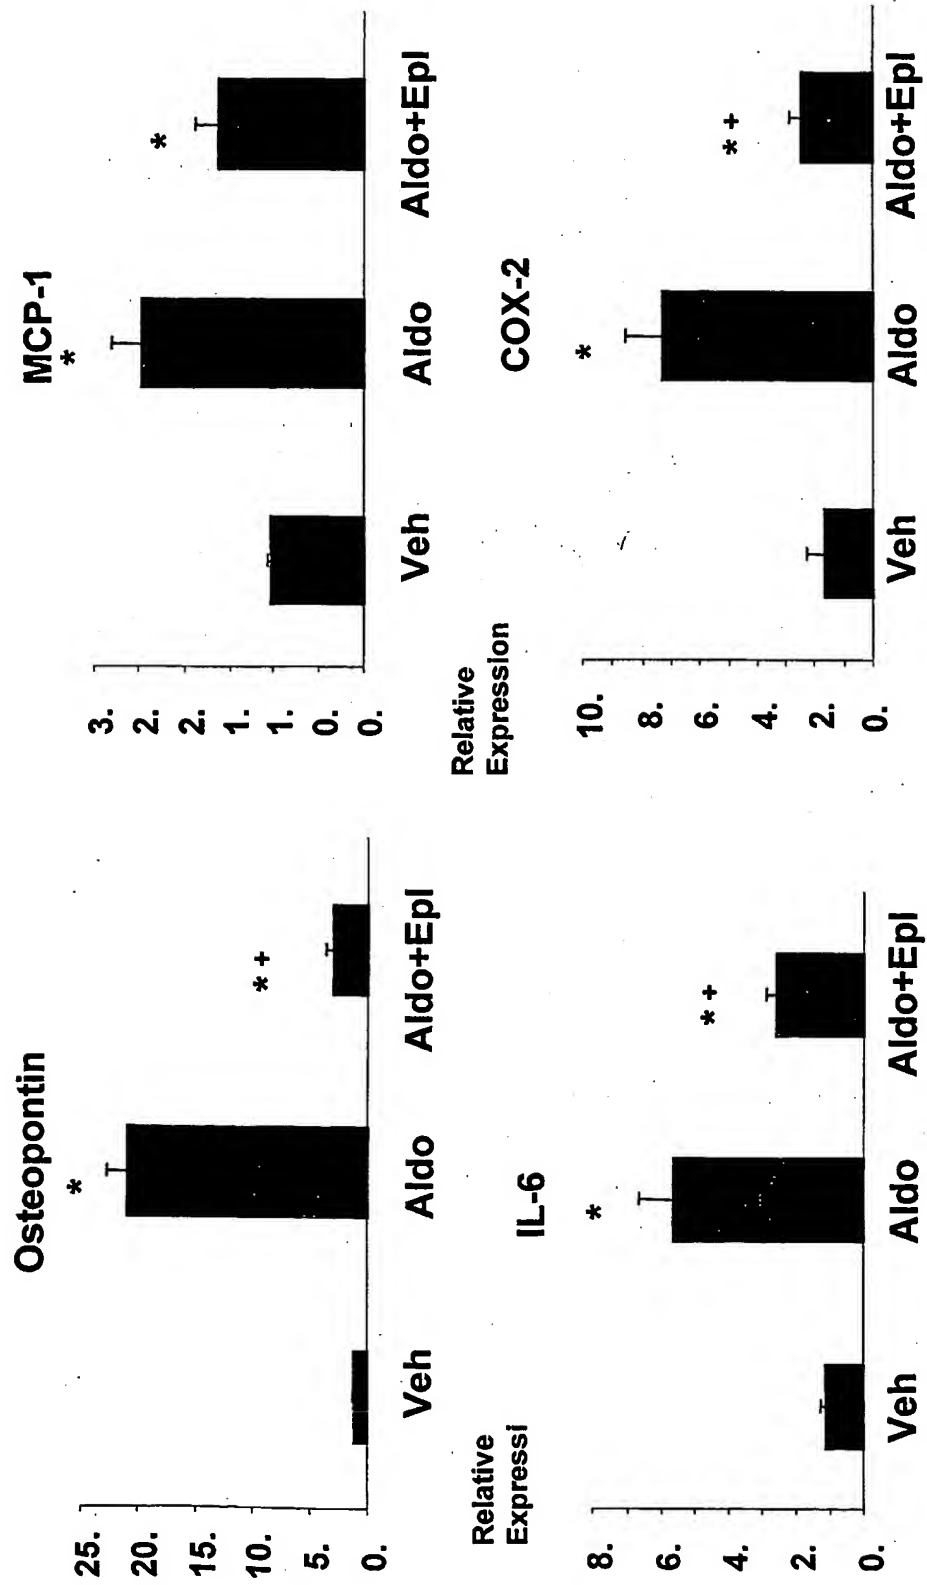 Osteopontin
25.
20.
15.
10.
5.
0.
*
* +
Veh
Aldo
Aldo+Epl
MCP-1
3.
2.
2.
1.
1.
0.
0.
*
*
Veh
Aldo
Aldo+Epl
Relative
Expressi
IL-6
8.
6.
4.
2.
0.
*
* +
Veh
Aldo
Aldo+Epl
Relative
Expression
COX-2
10.
8.
6.
4.
2.
0.
*
* +
Veh
Aldo
Aldo+Epl